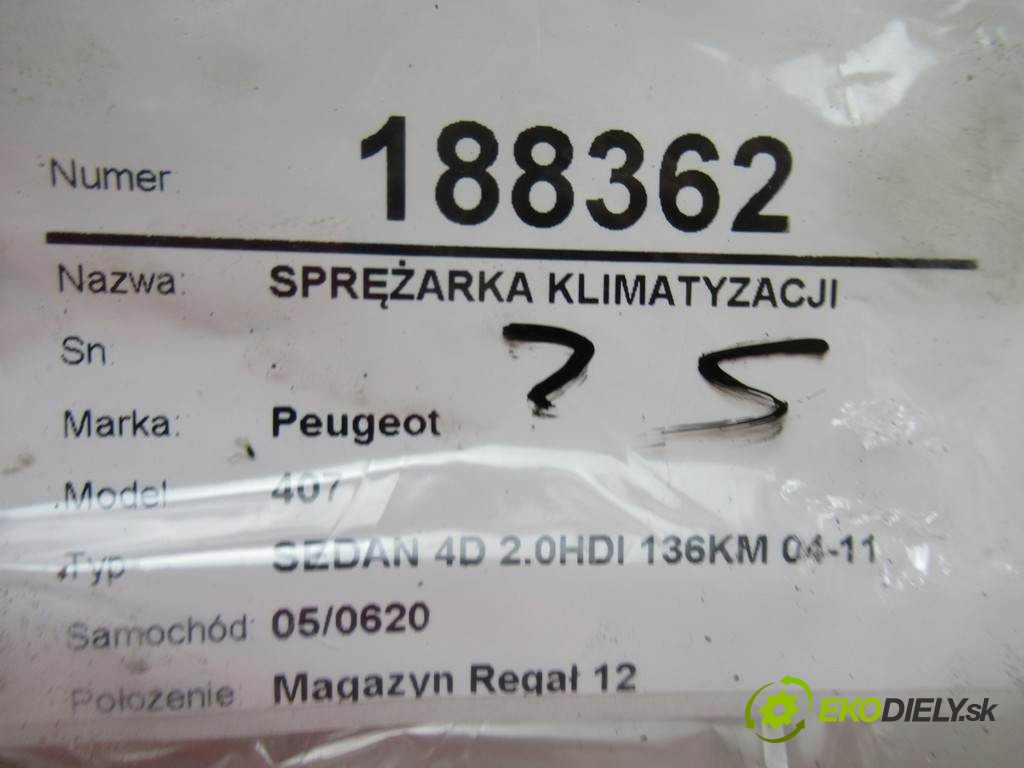 Numer 188362
Nazwa: SPRĘŻARKA KLIMATYZACJI
Sn:
75
Marka: Peugeot
Model 407
Typ SEDAN 4D 2.0HDI 136KM 04-11
Samochód: 05/0620
Położenie Magazyn Regał 12
EKODIELY.sk